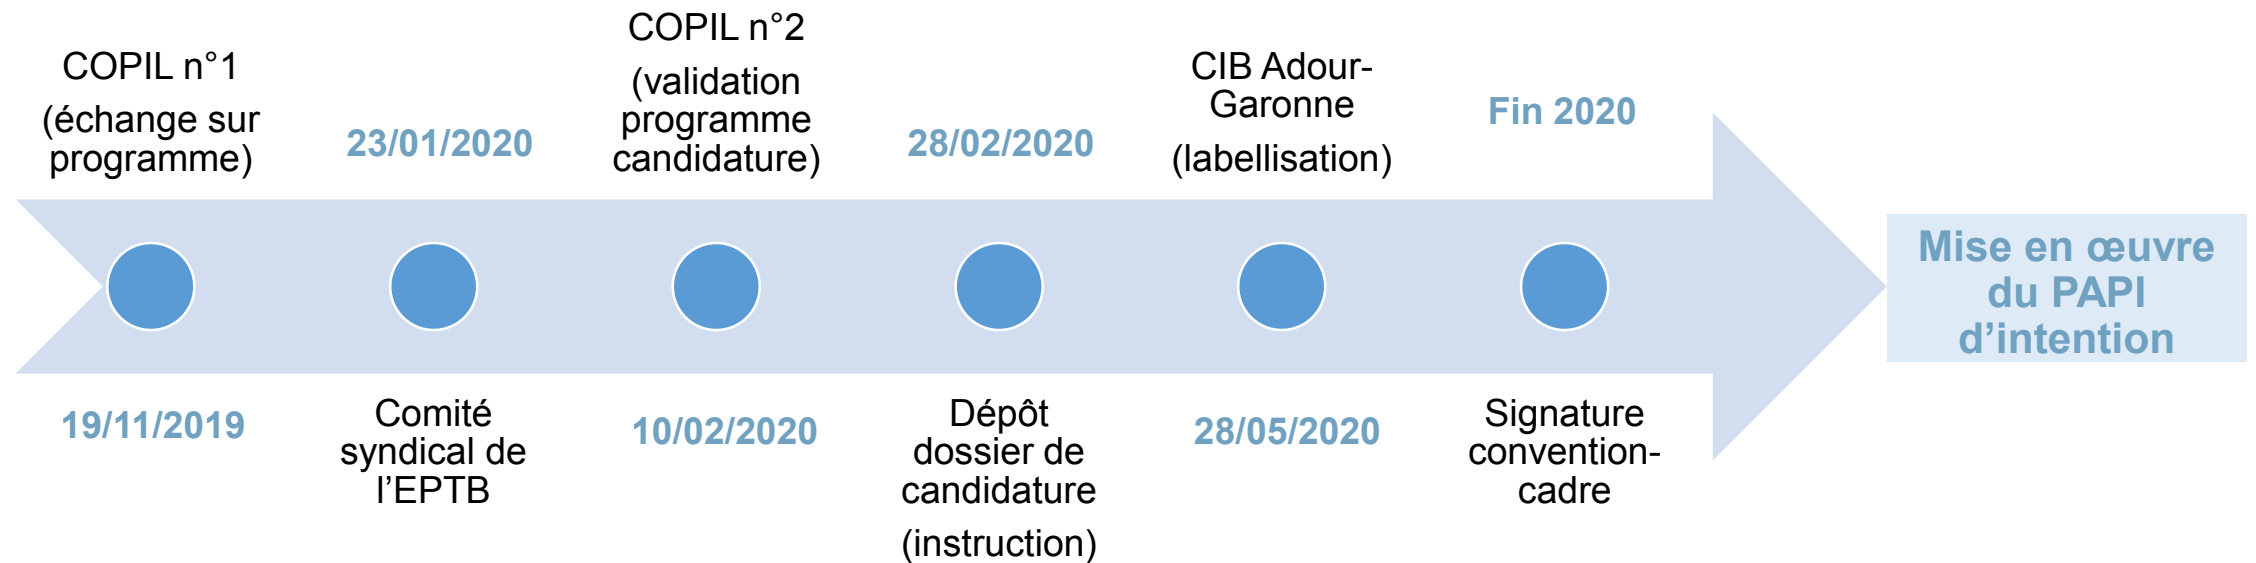 COPIL n°1
(échange sur
programme)
19/11/2019
23/01/2020
Comité
syndical de
l’EPTB
COPIL n°2
(validation
programme
candidature)
10/02/2020
28/02/2020
Dépôt
dossier de
candidature
(instruction)
CIB Adour-
Garonne
(labellisation)
28/05/2020
Fin 2020
Signature
convention-
cadre
Mise en œuvre
du PAPI
d’intention